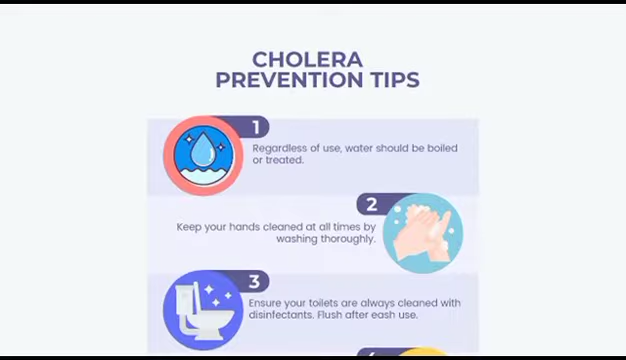 CHOLERA
PREVENTION TIPS
1
Regardless of use, water should be boiled
or treated.
2
Keep your hands cleaned at all times by
washing thoroughly.
3
Ensure your toilets are always cleaned with
disinfectants. Flush after eash use.